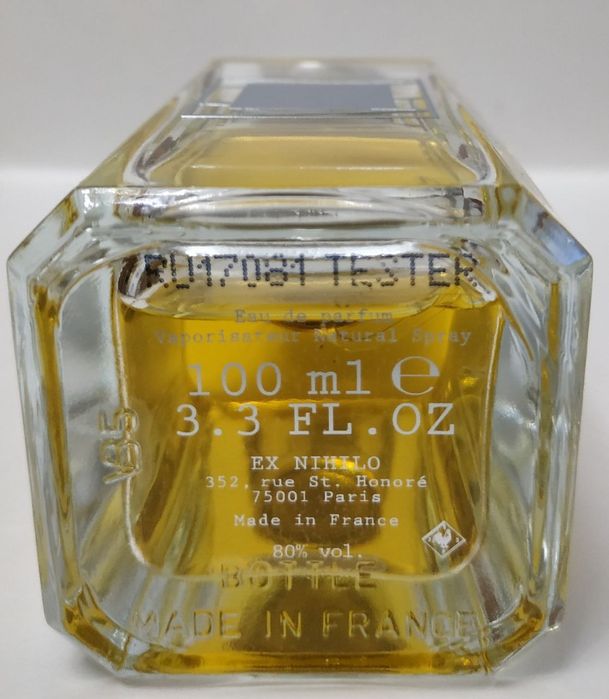 RU17061 TESTER
Eau de parfum
Vaporisateur Natural Spray
100 ml ℮
3.3 FL.OZ
EX NIHILO
352, rue St. Honoré
75001 Paris
Made in France
80% vol.
BOTTLE
MADE IN FRANCE